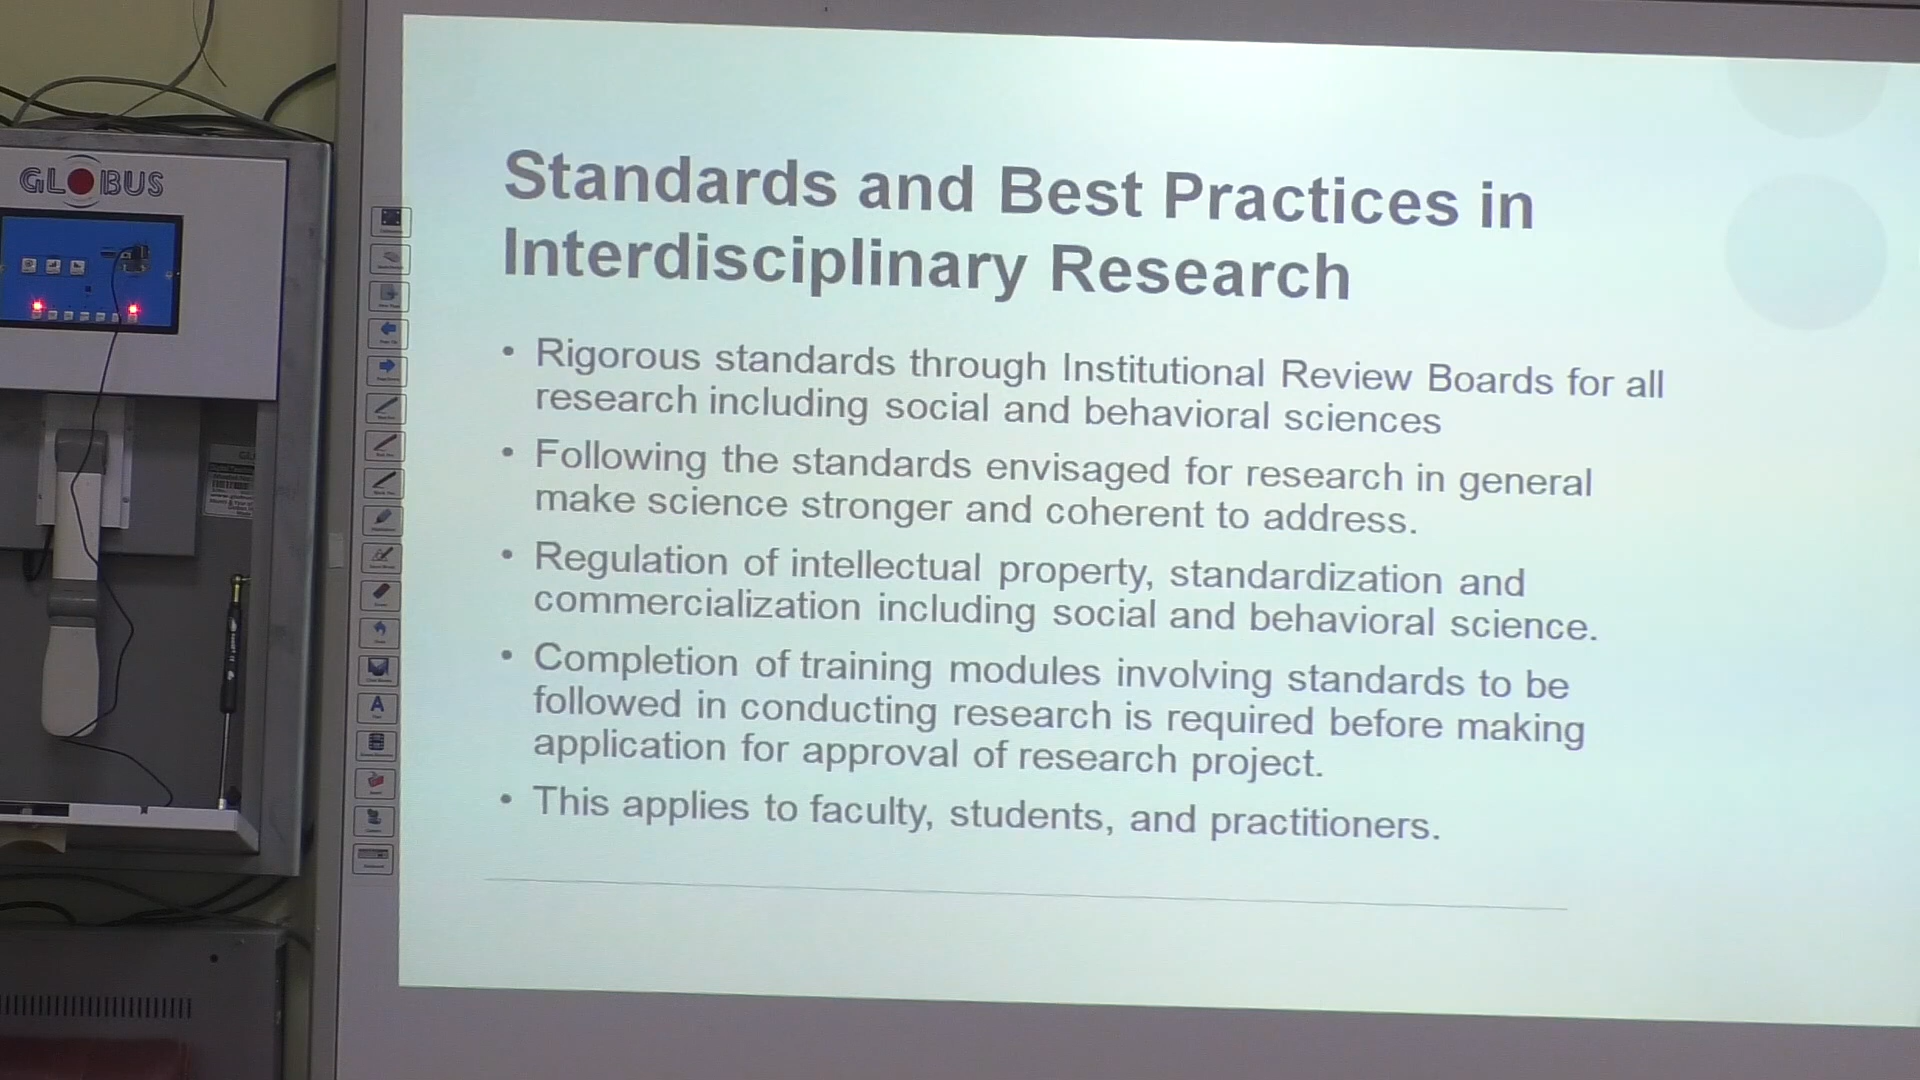 GLOBUS
Standards and Best Practices in
Interdisciplinary Research
• Rigorous standards through Institutional Review Boards for all
research including social and behavioral sciences
• Following the standards envisaged for research in general
make science stronger and coherent to address.
• Regulation of intellectual property, standardization and
commercialization including social and behavioral science.
• Completion of training modules involving standards to be
followed in conducting research is required before making
application for approval of research project.
• This applies to faculty, students, and practitioners.